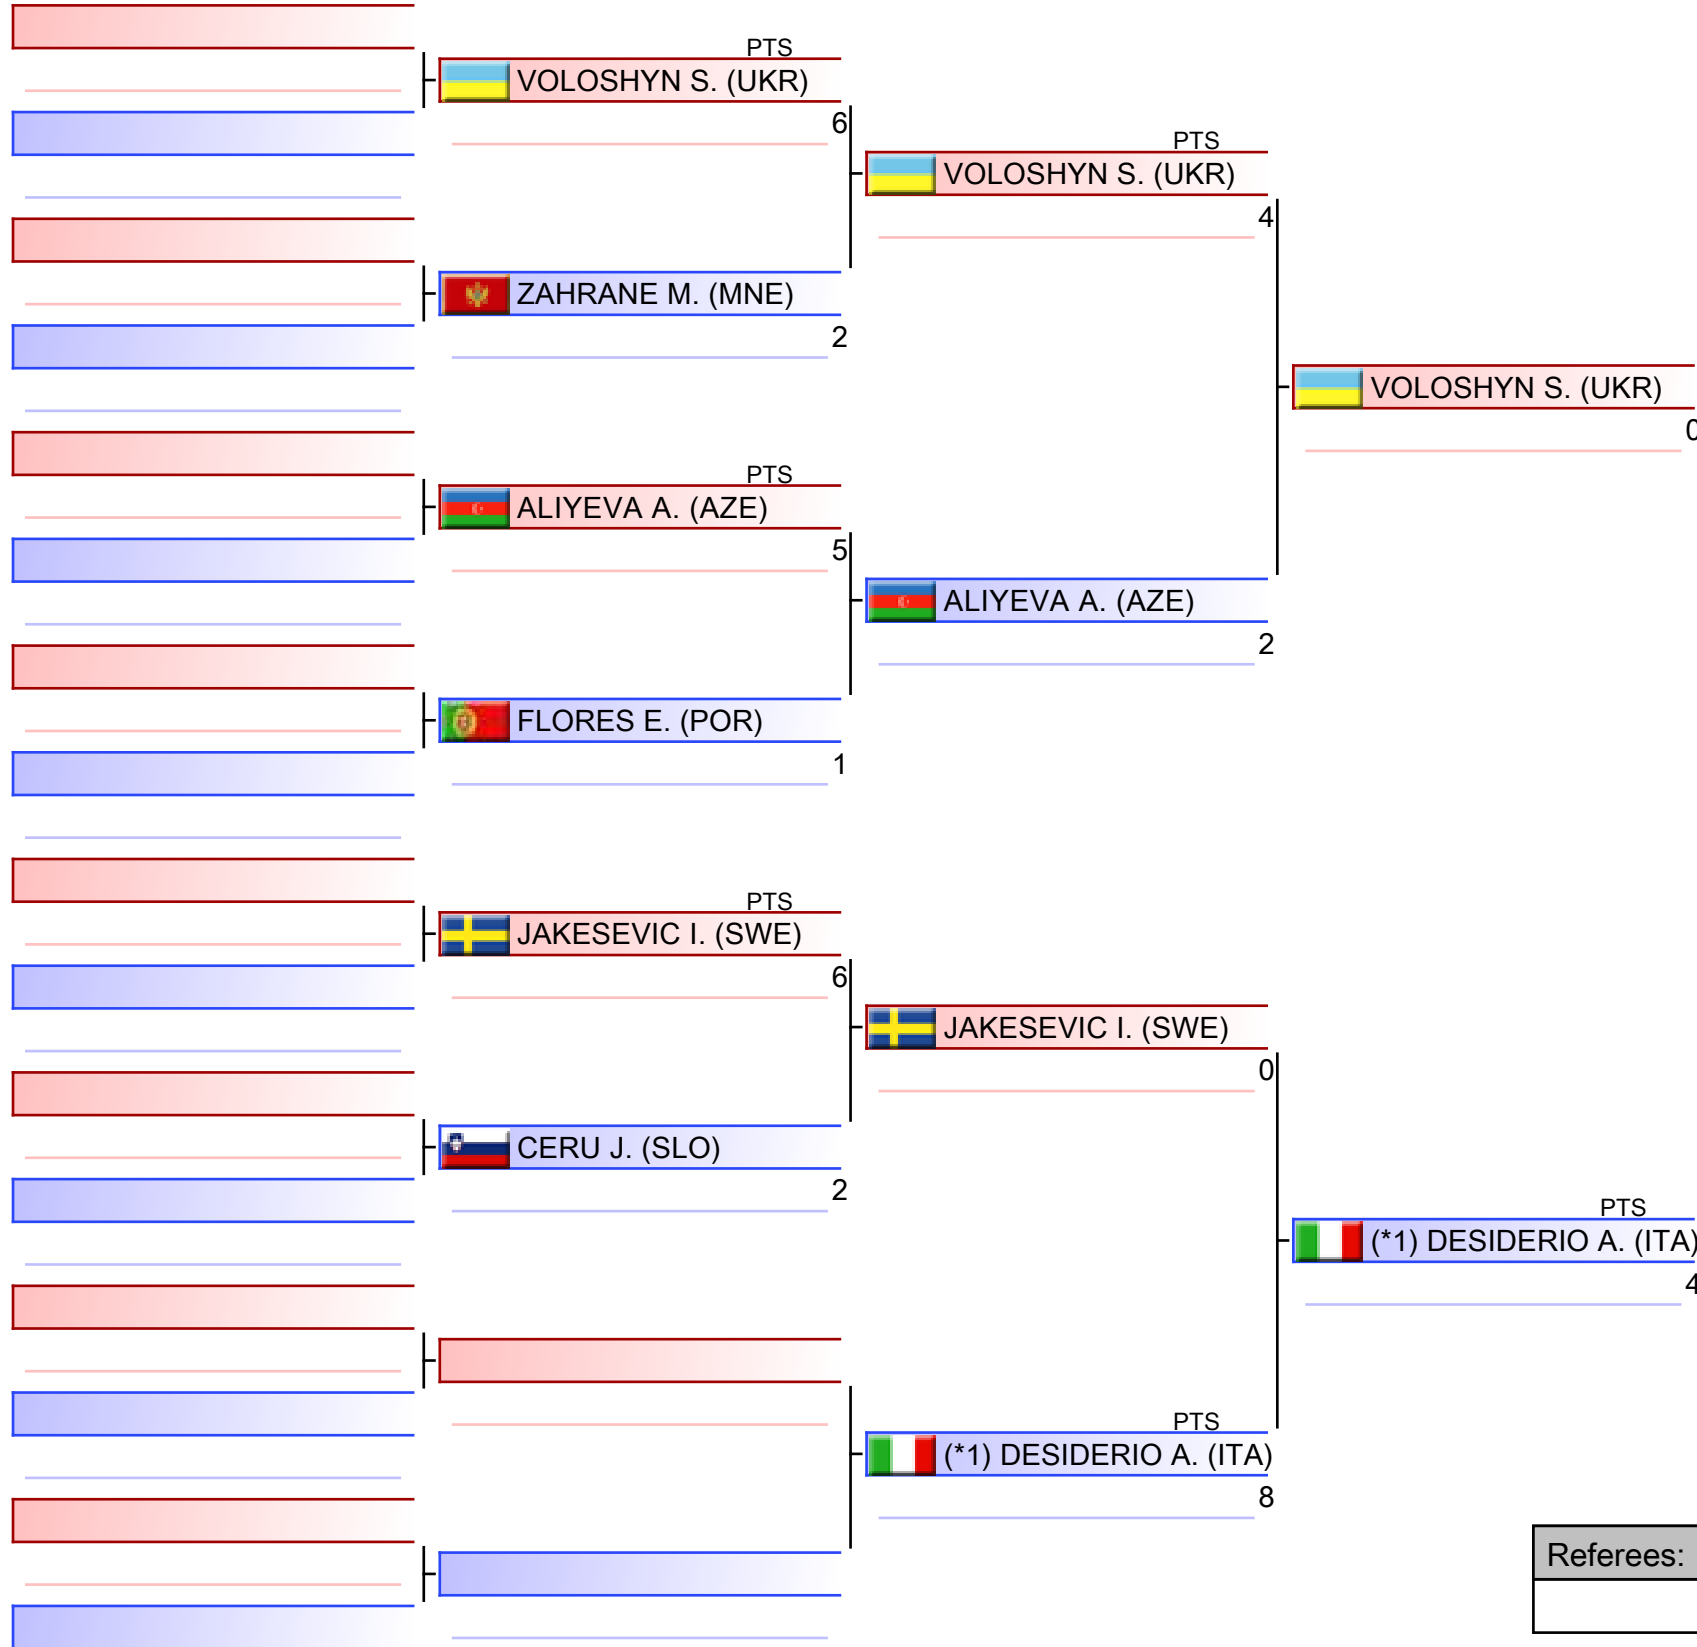 PTS
VOLOSHYN S. (UKR)
6
PTS
VOLOSHYN S. (UKR)
4
ZAHRANE M. (MNE)
2
VOLOSHYN S. (UKR)
0
PTS
ALIYEVA A. (AZE)
5
ALIYEVA A. (AZE)
2
FLORES E. (POR)
1
PTS
JAKESEVIC I. (SWE)
6
JAKESEVIC I. (SWE)
0
CERU J. (SLO)
2
PTS
(*1) DESIDERIO A. (ITA)
4
PTS
(*1) DESIDERIO A. (ITA)
8
Referees: